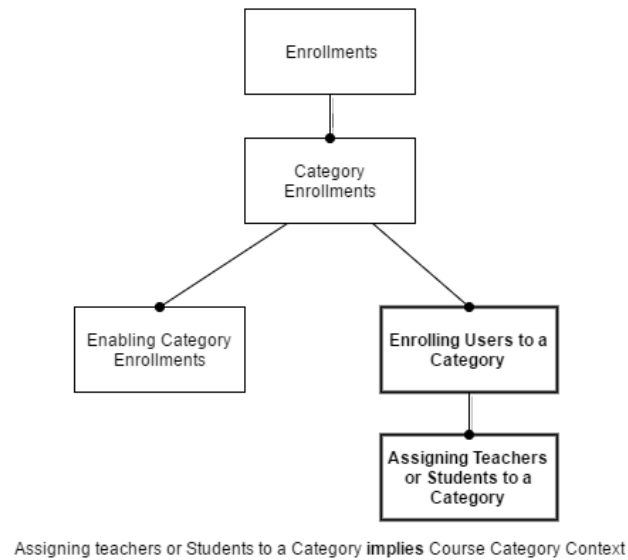 Enrollments
Category
Enrollments
Enabling Category
Enrollments
Enrolling Users to a
Category
Assigning Teachers
or Students to a
Category
Assigning teachers or Students to a Category implies Course Category Context